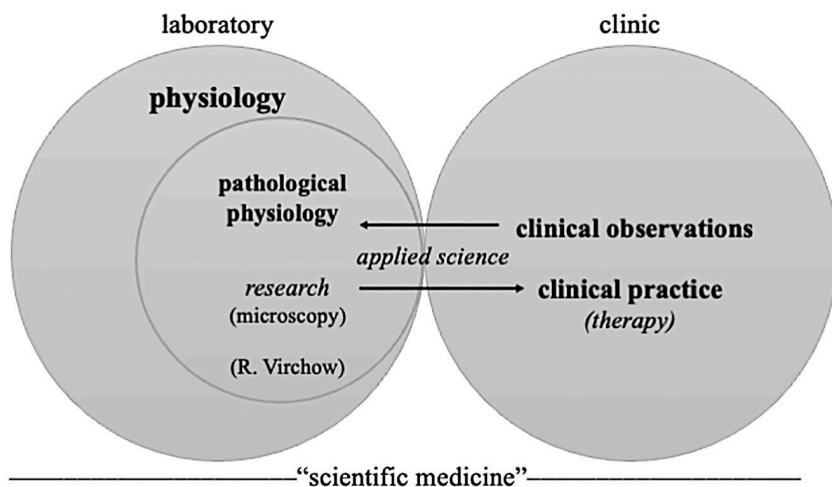 laboratory
clinic
physiology
pathological
physiology
clinical observations
applied science
research
(microscopy)
clinical practice
(therapy)
(R. Virchow)
“scientific medicine”